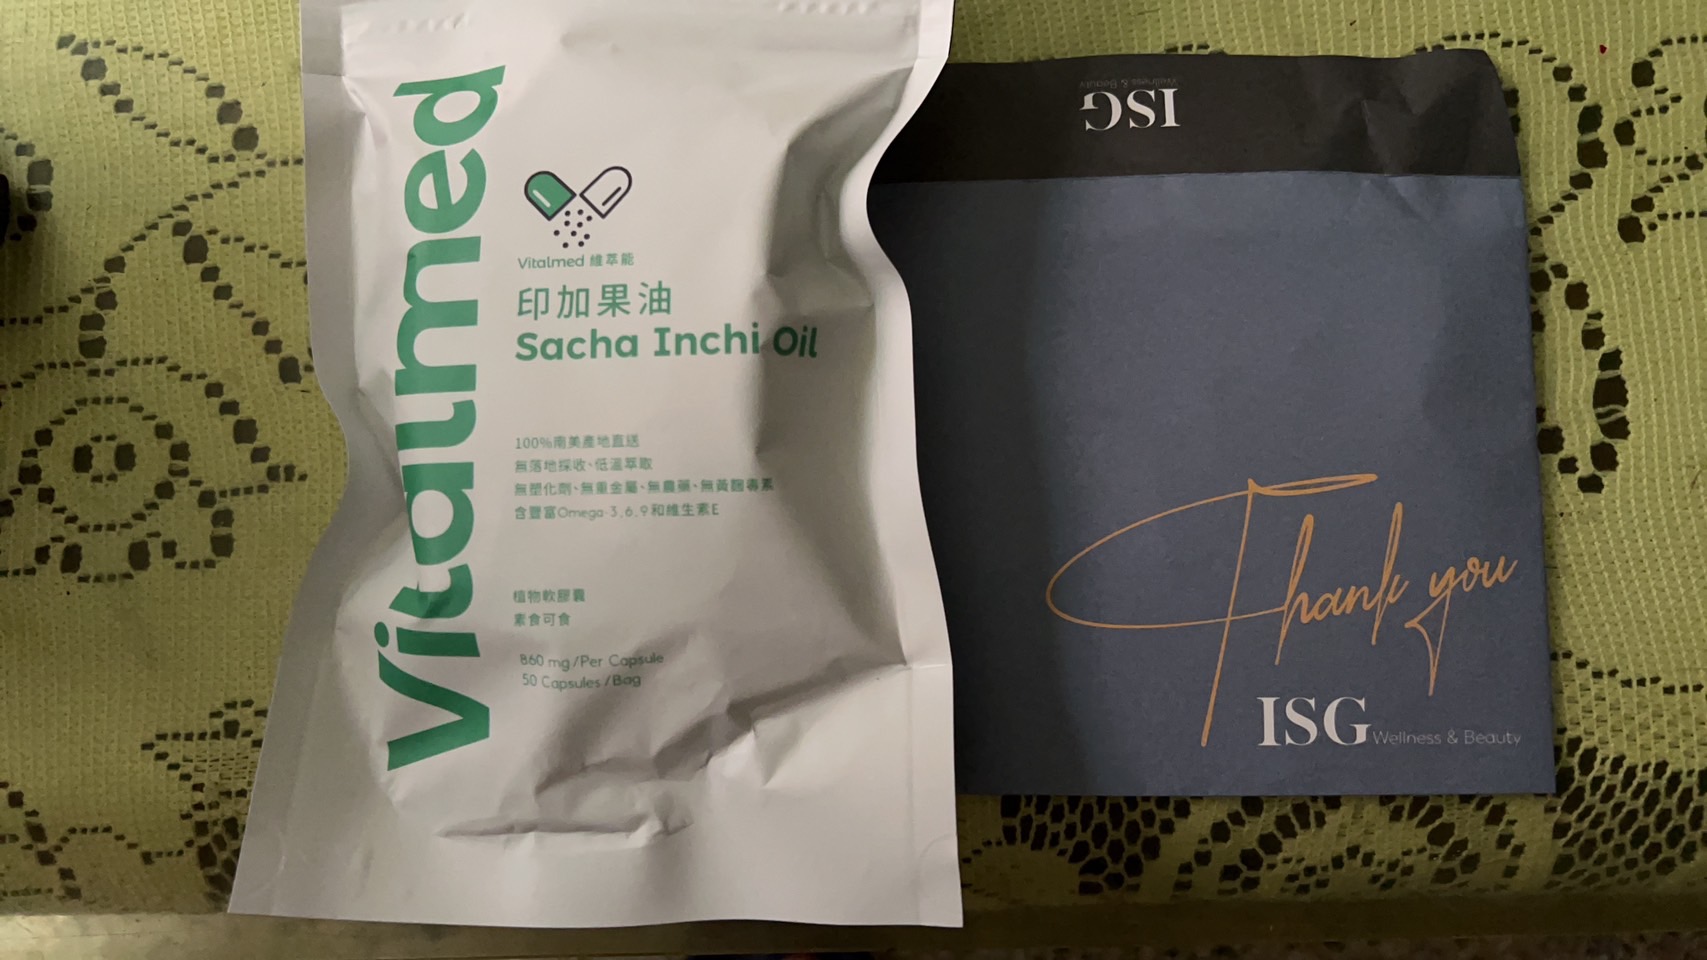 Vitalmed
Vitalmed 維萃能
印加果油
Sacha Inchi Oil
100%南美產地直送
無落地採收、低溫萃取
無塑化劑、無重金屬、無農藥、無黃麴毒素
含豐富Omega-3,6,9和維生素E
植物軟膠囊
素食可食
860 mg/Per Capsule
50 Capsules/Bag
ISG
Wellness & Beauty
Thank you
ISG Wellness & Beauty